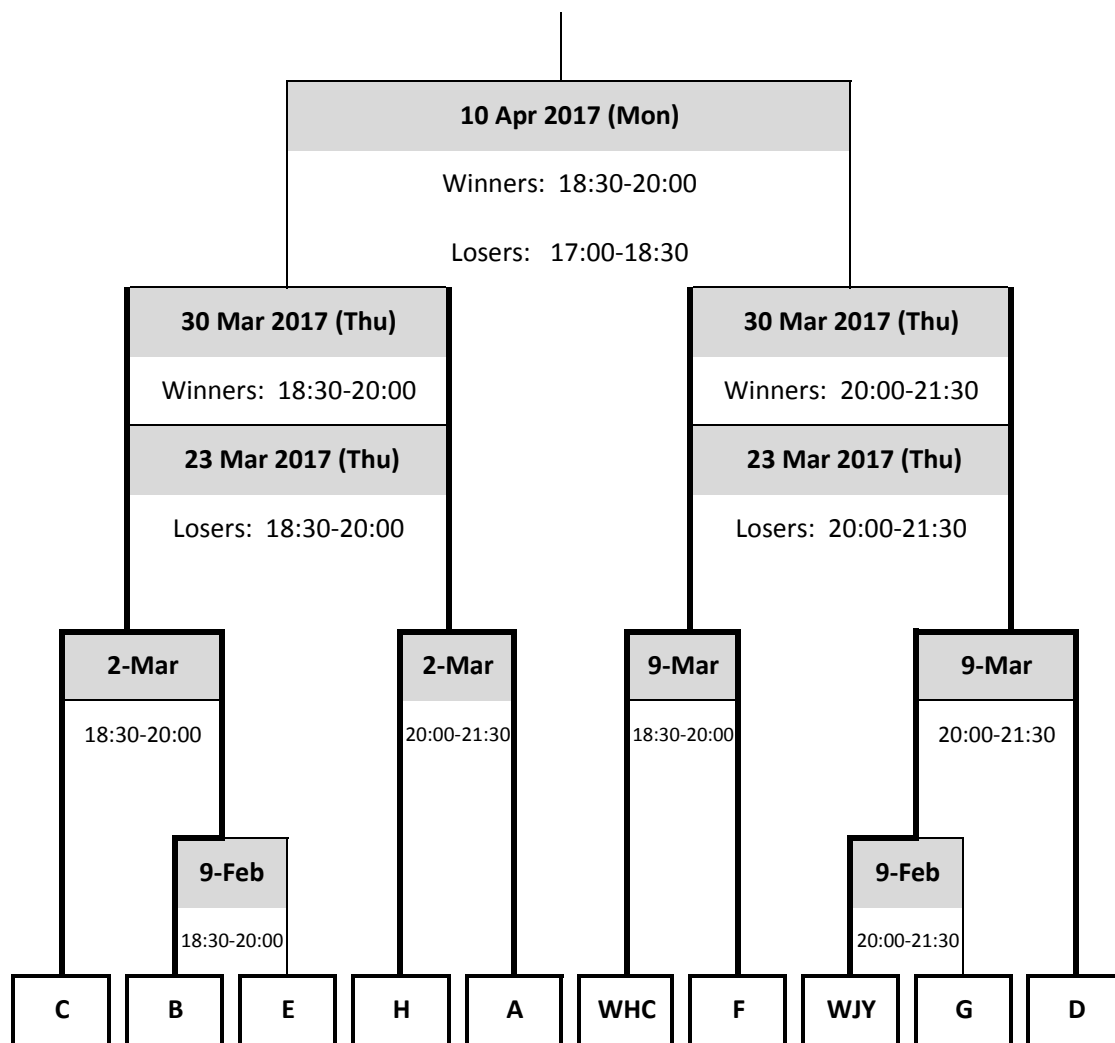 10 Apr 2017 (Mon)
Winners: 18:30-20:00
Losers: 17:00-18:30
30 Mar 2017 (Thu)
30 Mar 2017 (Thu)
Winners: 18:30-20:00
Winners: 20:00-21:30
23 Mar 2017 (Thu)
23 Mar 2017 (Thu)
Losers: 18:30-20:00
Losers: 20:00-21:30
2-Mar
2-Mar
9-Mar
9-Mar
18:30-20:00
20:00-21:30
18:30-20:00
20:00-21:30
9-Feb
9-Feb
18:30-20:00
20:00-21:30
C
B
E
H
A
WHC
F
WJY
G
D